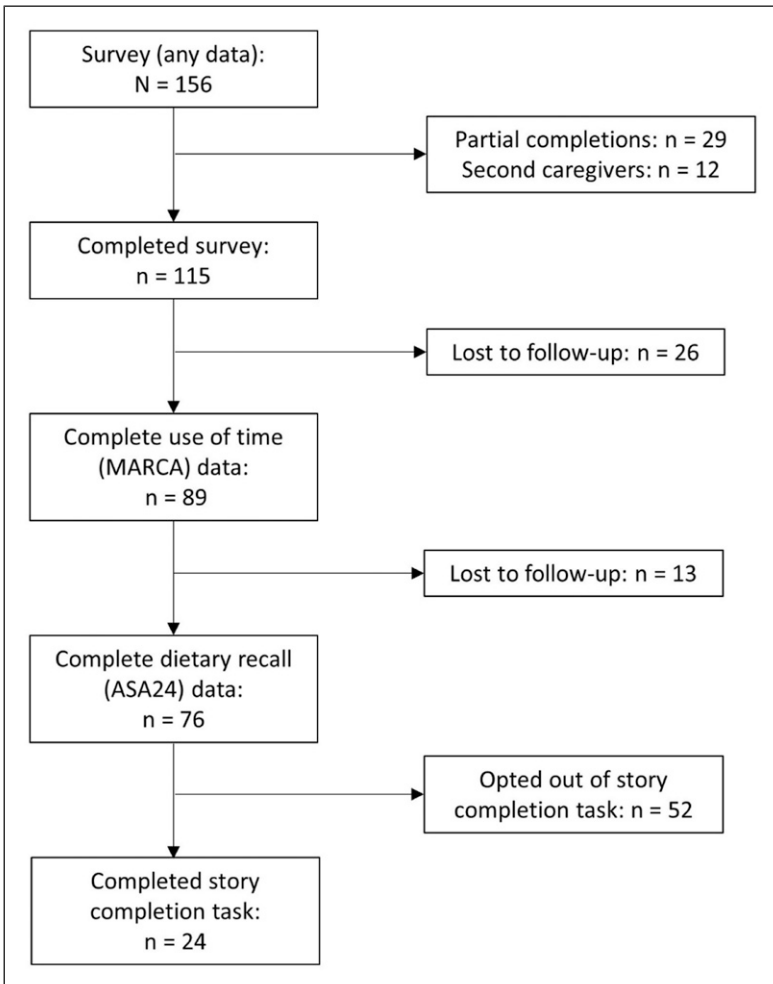 Survey (any data):
N = 156
Partial completions: n = 29
Second caregivers: n = 12
Completed survey:
n = 115
Lost to follow-up: n = 26
Complete use of time
(MARCA) data:
n = 89
Lost to follow-up: n = 13
Complete dietary recall
(ASA24) data:
n = 76
Opted out of story
completion task: n = 52
Completed story
completion task:
n = 24